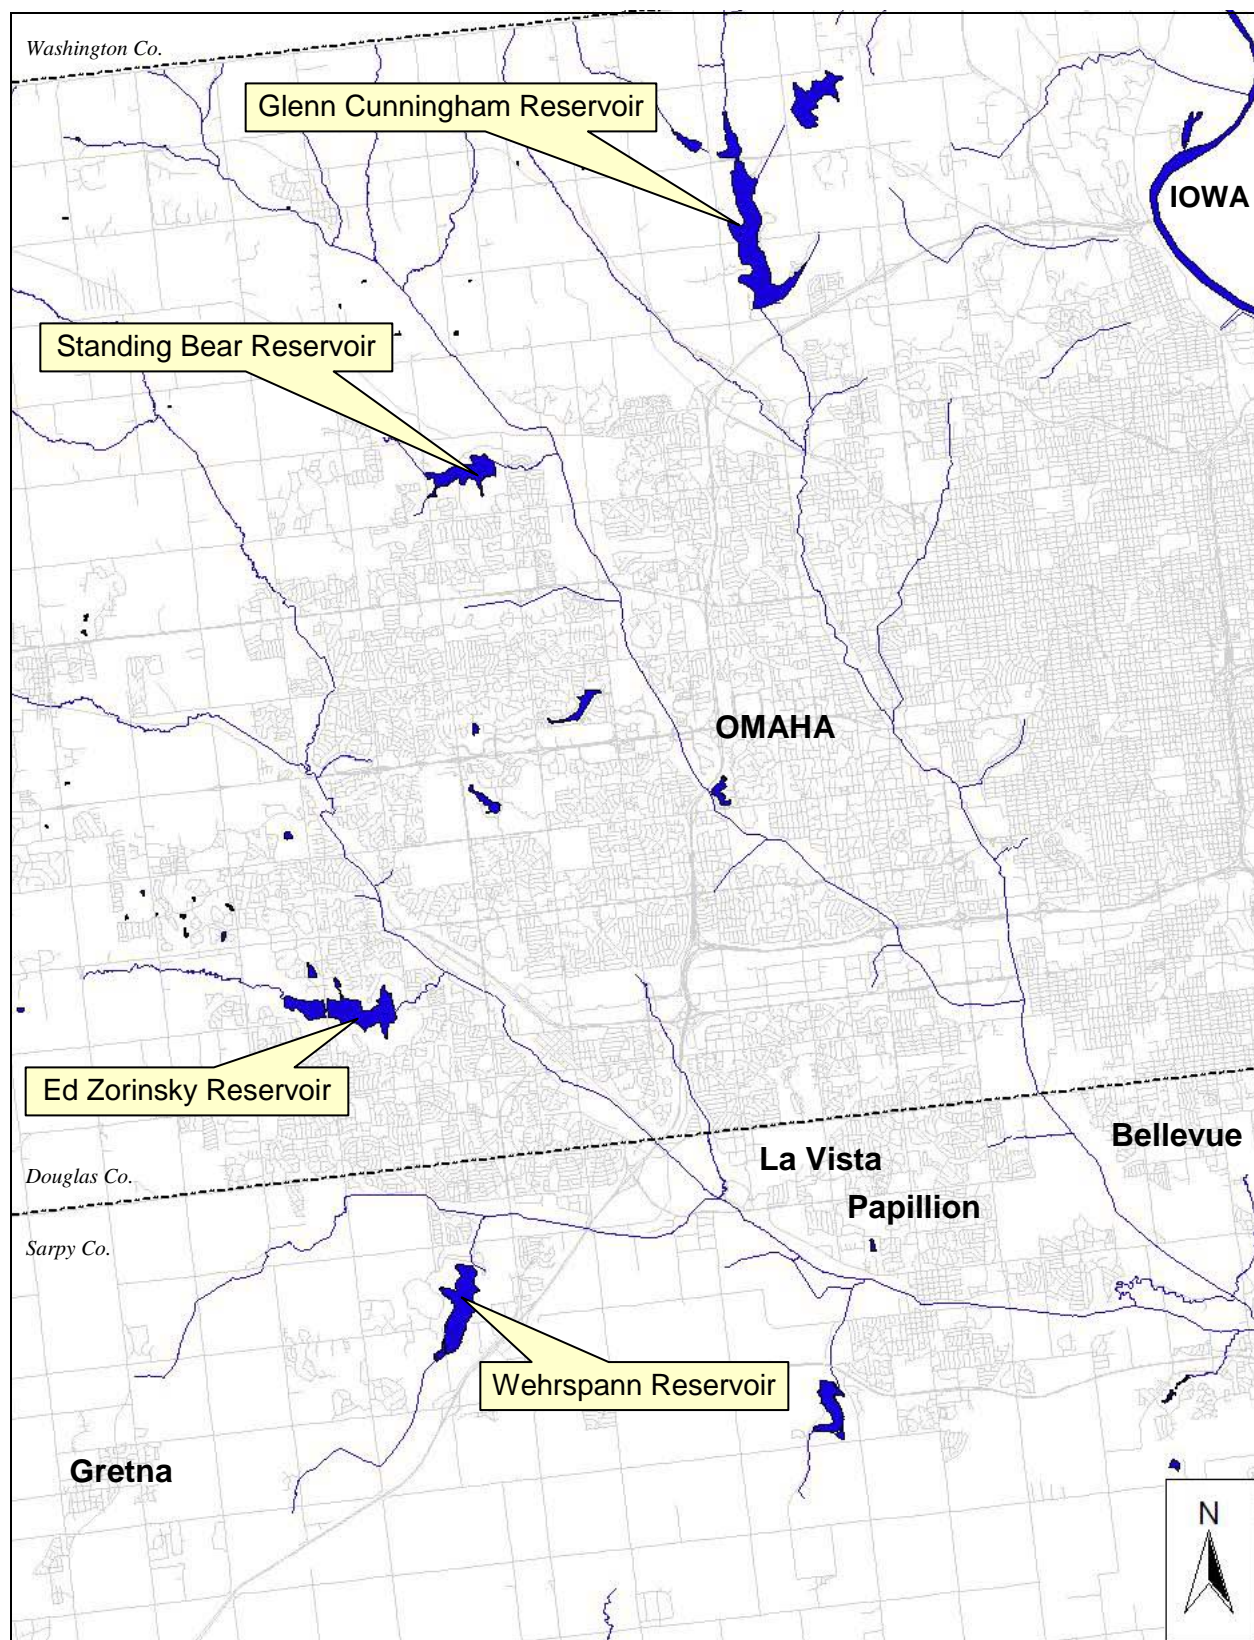 Washington Co.
Glenn Cunningham Reservoir
IOWA
Standing Bear Reservoir
OMAHA
Ed Zorinsky Reservoir
Bellevue
La Vista
Douglas Co.
Papillion
Sarpy Co.
Wehrspann Reservoir
Gretna
N